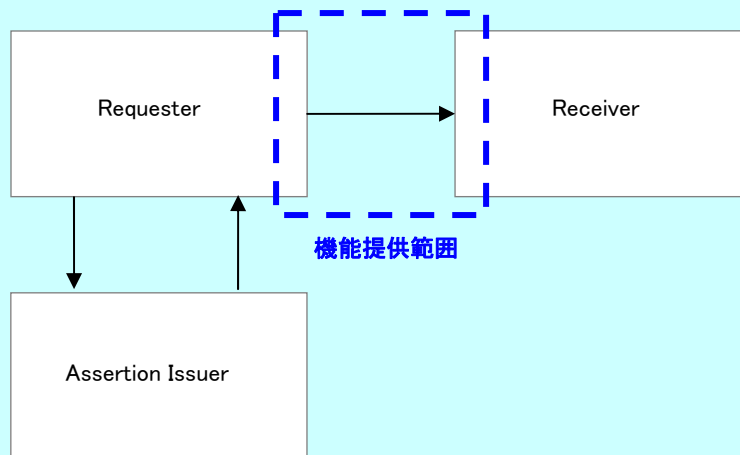 Requester
Receiver
機能提供範囲
Assertion Issuer